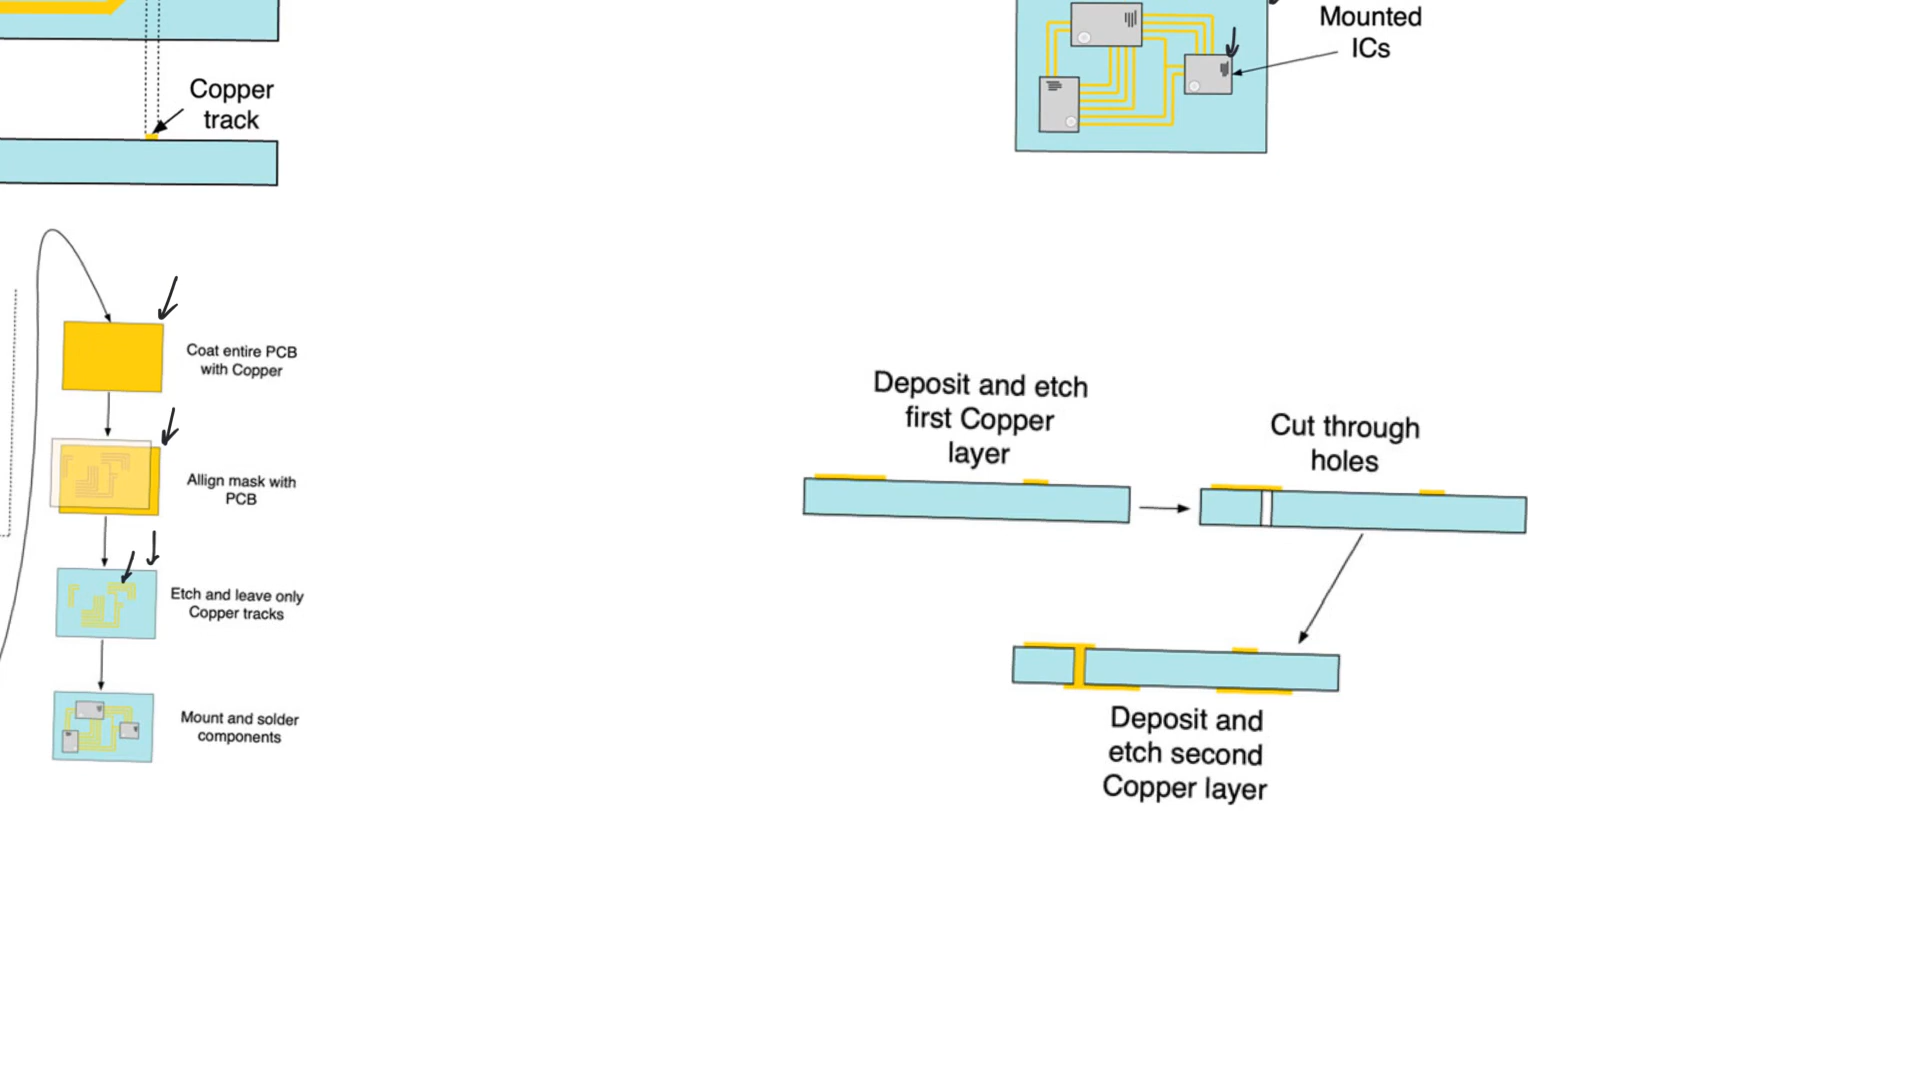 Copper
track
Mounted
ICs
Coat entire PCB
with Copper
Allign mask with
PCB
Etch and leave only
Copper tracks
Mount and solder
components
Deposit and etch
first Copper
layer
Cut through
holes
Deposit and
etch second
Copper layer